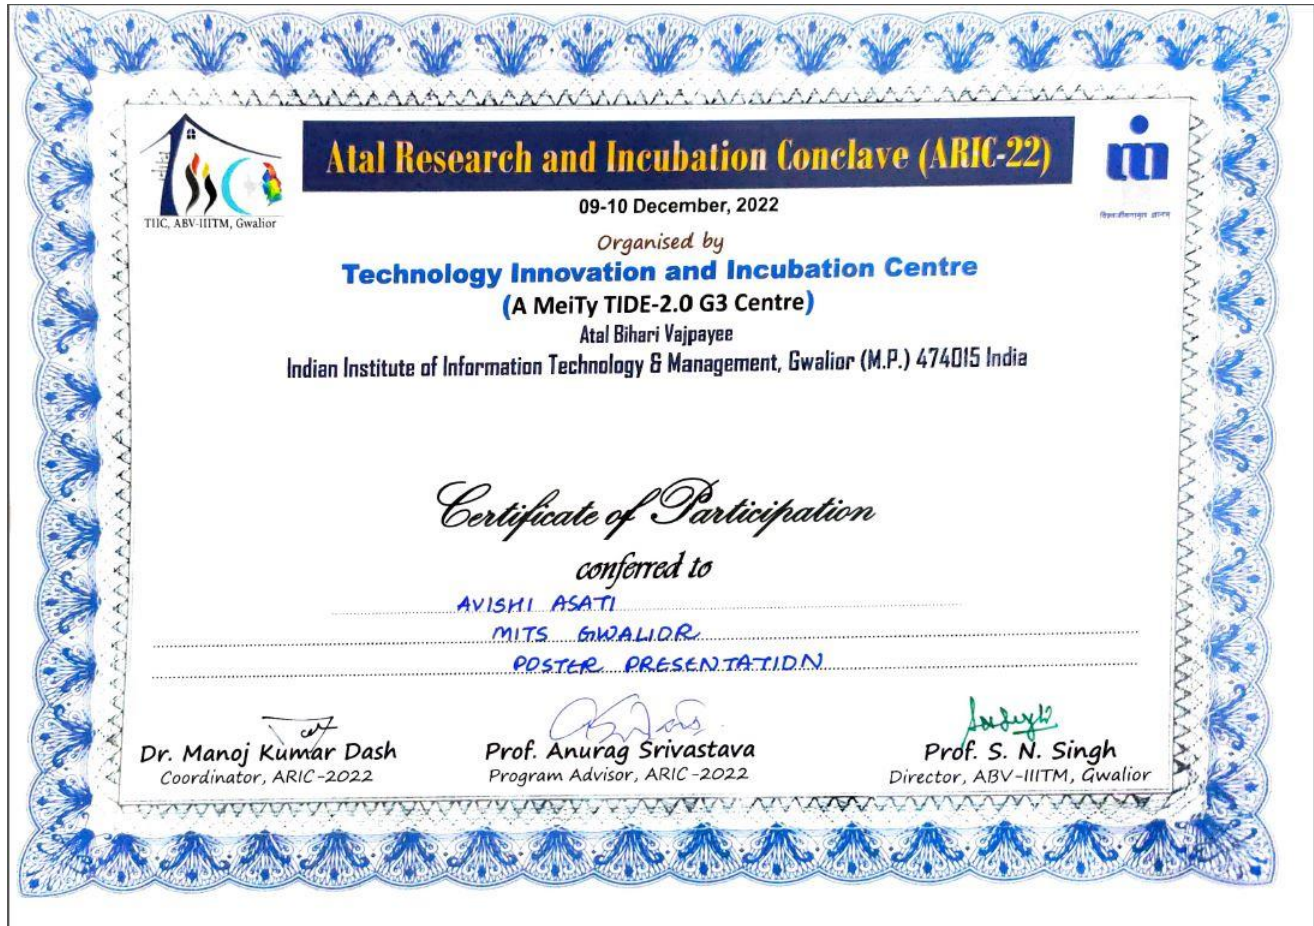 Atal Research and Incubation Conclave (ARIC-22)
TIIC, ABV-IIITM, Gwalior
09-10 December, 2022
Organised by
Technology Innovation and Incubation Centre
(A MeiTy TIDE-2.0 G3 Centre)
Atal Bihari Vajpayee
Indian Institute of Information Technology & Management, Gwalior (M.P.) 474015 India
Certificate of Participation
conferred to
AVISHI ASATI
MITS GWALIOR
POSTER PRESENTATION
Dr. Manoj Kumar Dash
Coordinator, ARIC-2022
Prof. Anurag Srivastava
Program Advisor, ARIC-2022
Prof. S. N. Singh
Director, ABV-IIITM, Gwalior